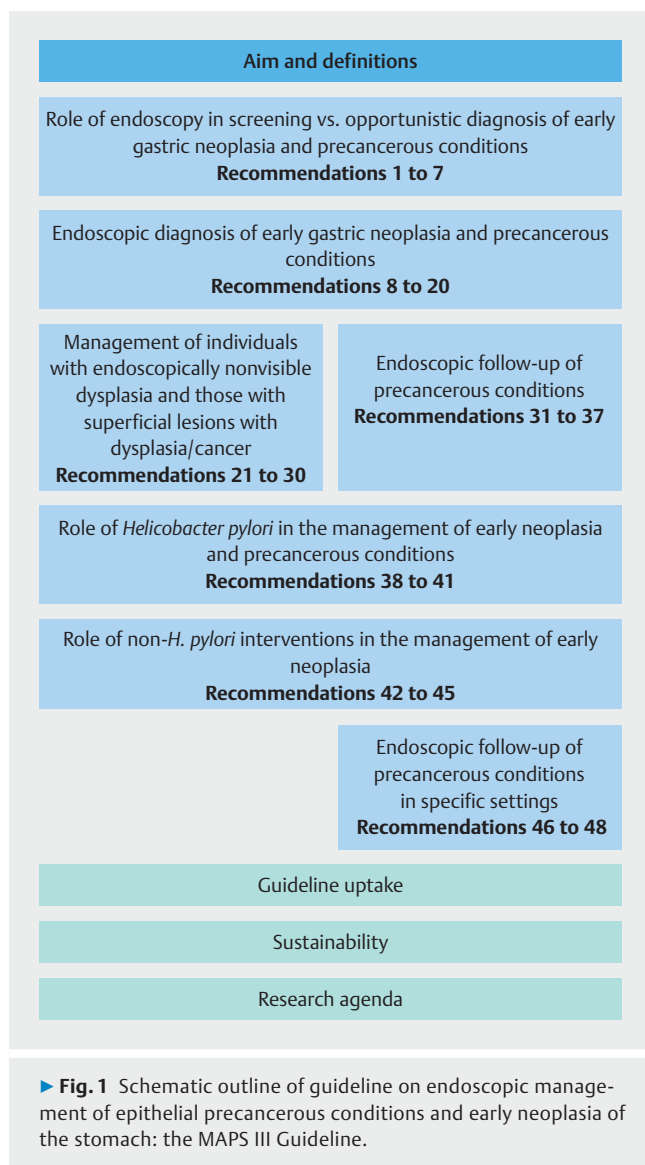 Aim and definitions
Role of endoscopy in screening vs. opportunistic diagnosis of early
gastric neoplasia and precancerous conditions
Recommendations 1 to 7
Endoscopic diagnosis of early gastric neoplasia and precancerous
conditions
Recommendations 8 to 20
Management of individuals
with endoscopically nonvisible
dysplasia and those with
superficial lesions with
dysplasia/cancer
Recommendations 21 to 30
Endoscopic follow-up of
precancerous conditions
Recommendations 31 to 37
Role of Helicobacter pylori in the management of early neoplasia
and precancerous conditions
Recommendations 38 to 41
Role of non-H. pylori interventions in the management of early
neoplasia
Recommendations 42 to 45
Endoscopic follow-up of
precancerous conditions
in specific settings
Recommendations 46 to 48
Guideline uptake
Sustainability
Research agenda
▶ Fig. 1 Schematic outline of guideline on endoscopic manage-
ment of epithelial precancerous conditions and early neoplasia of
the stomach: the MAPS III Guideline.